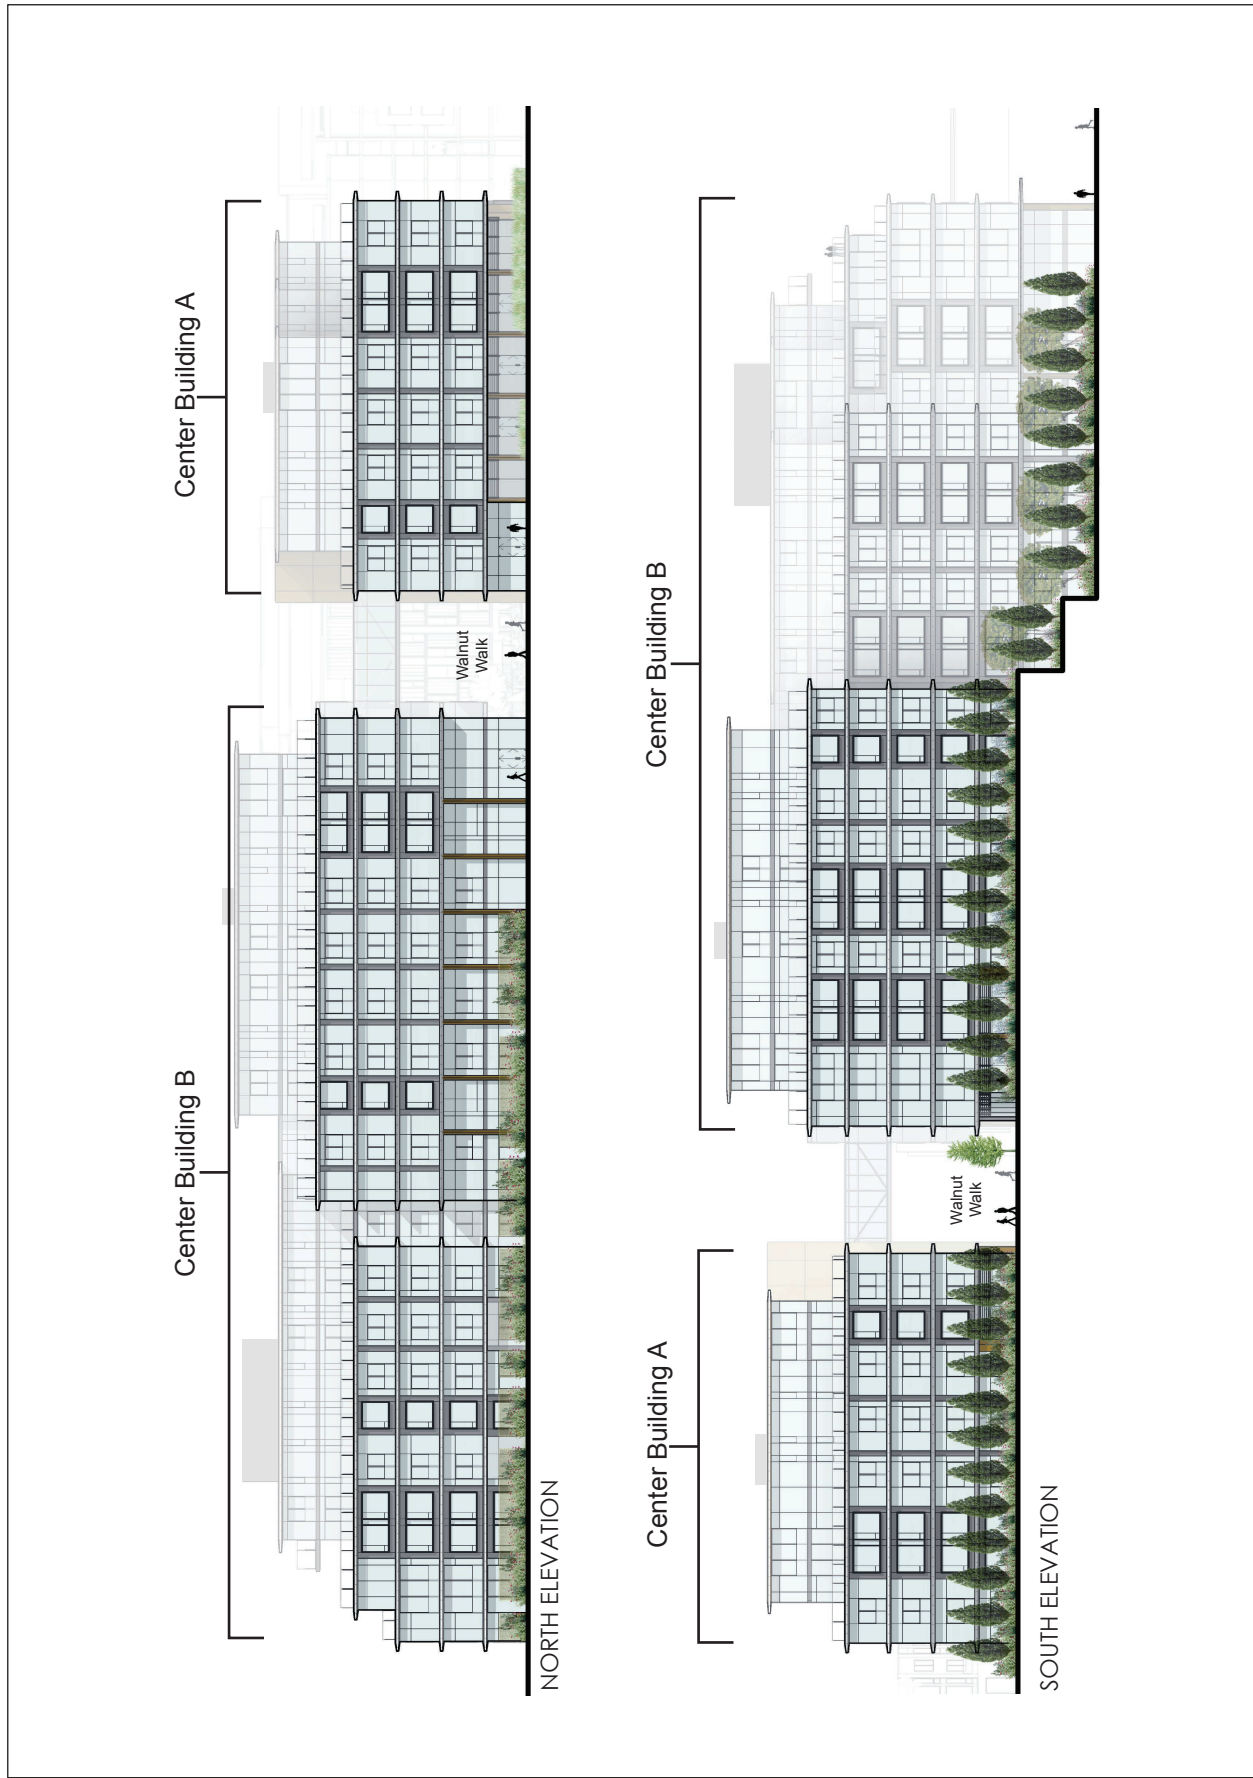 Center Building B
Center Building A
Walnut
Walk
NORTH ELEVATION
Center Building A
Center Building B
Walnut
Walk
SOUTH ELEVATION